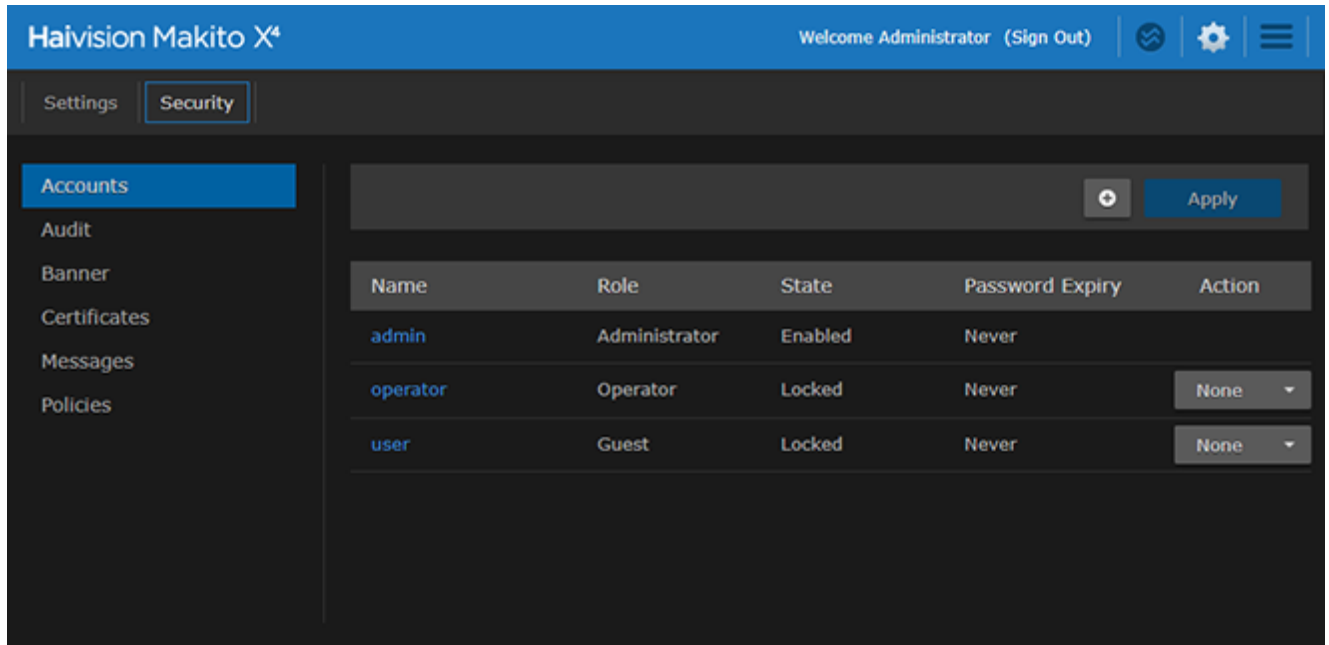 Haivision Makito X⁴ Welcome Administrator (Sign Out)
Settings Security
Accounts
Audit
Banner
Certificates
Messages
Policies
Apply
Name Role State Password Expiry Action
admin Administrator Enabled Never
operator Operator Locked Never None
user Guest Locked Never None